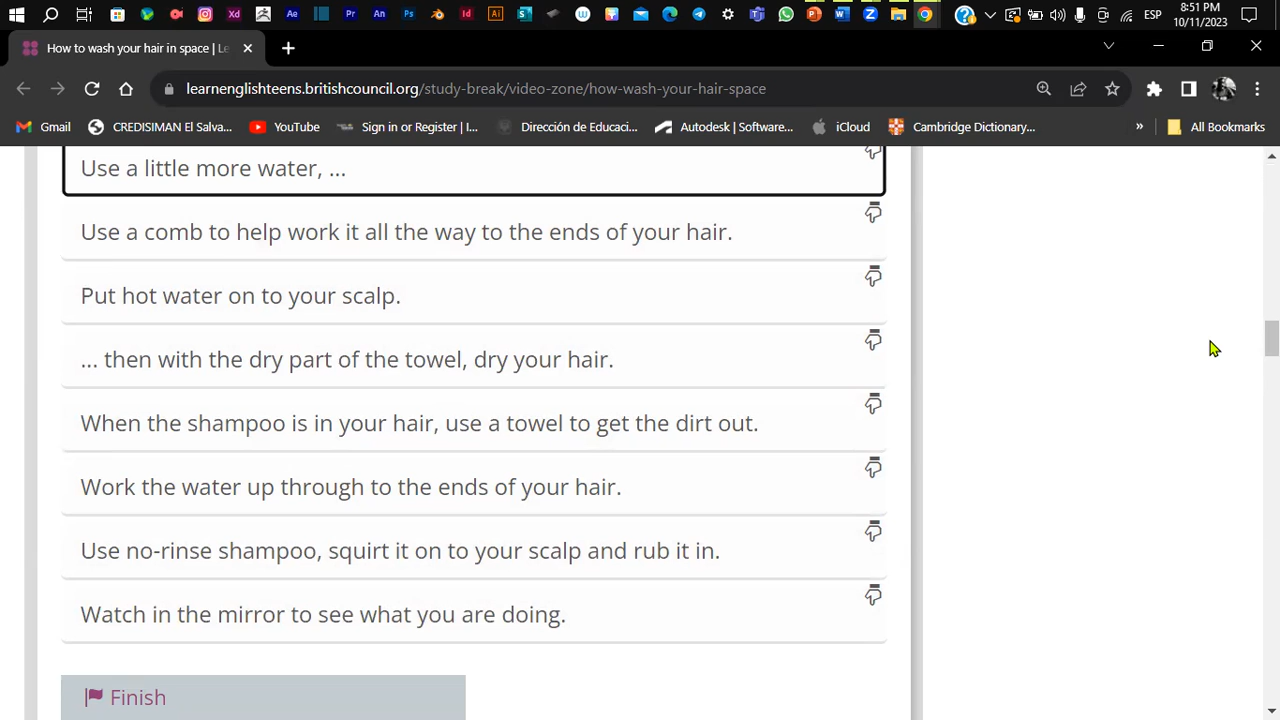 ESP
8:51 PM
10/11/2023
How to wash your hair in space | Le
learnenglishteens.britishcouncil.org/study-break/video-zone/how-wash-your-hair-space
Gmail
CREDISIMAN El Salva...
YouTube
Sign in or Register | I...
Dirección de Educaci...
Autodesk | Software...
iCloud
Cambridge Dictionary...
»
All Bookmarks
Use a little more water, ...
Use a comb to help work it all the way to the ends of your hair.
Put hot water on to your scalp.
... then with the dry part of the towel, dry your hair.
When the shampoo is in your hair, use a towel to get the dirt out.
Work the water up through to the ends of your hair.
Use no-rinse shampoo, squirt it on to your scalp and rub it in.
Watch in the mirror to see what you are doing.
Finish